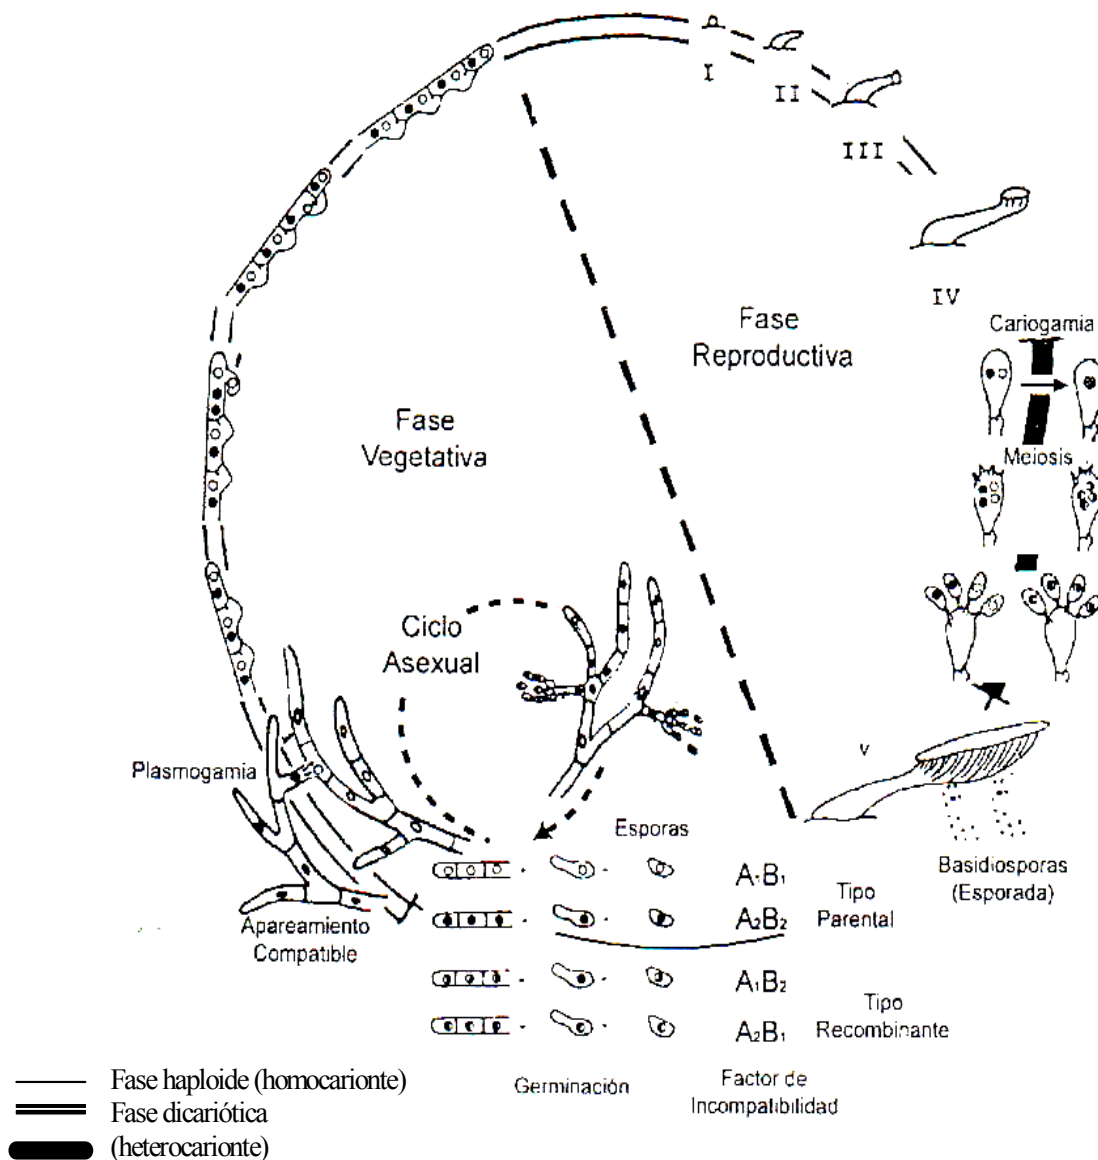 I
II
III
IV
Cariogamia
Fase
Reproductiva
Fase
Vegetativa
Meiosis
Ciclo
Asexual
Plasmogamia
V
Esporas
Basidiosporas
(Esporada)
A₁B₁
Tipo
Parental
A₂B₂
Apareamiento
Compatible
A₁B₂
Tipo
Recombinante
A₂B₁
Germinación
Factor de
Incompatibilidad
Fase haploide (homocarionte)
Fase dicariótica
(heterocarionte)